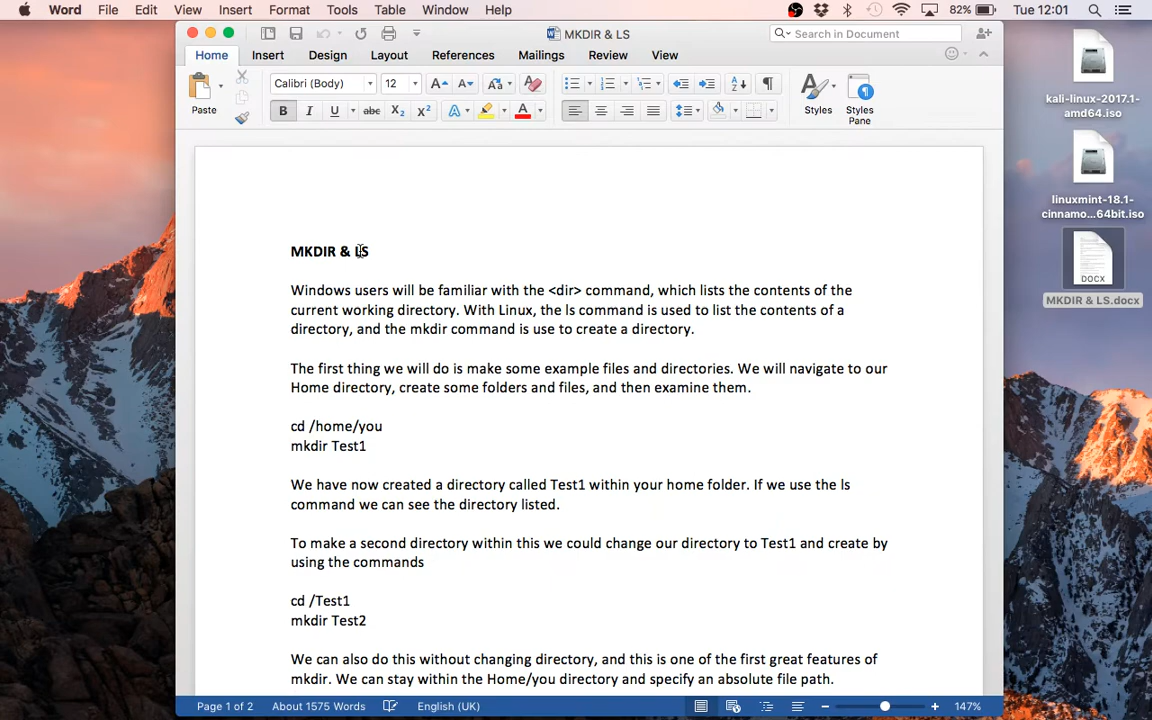 Word File Edit View Insert Format Tools Table Window Help 82% Tue 12:01
MKDIR & LS
Search in Document
Home Insert Design Layout References Mailings Review View
Paste Calibri (Body) 12 Styles Styles Pane
MKDIR & LS
Windows users will be familiar with the <dir> command, which lists the contents of the
current working directory. With Linux, the ls command is used to list the contents of a
directory, and the mkdir command is use to create a directory.
The first thing we will do is make some example files and directories. We will navigate to our
Home directory, create some folders and files, and then examine them.
cd /home/you
mkdir Test1
We have now created a directory called Test1 within your home folder. If we use the ls
command we can see the directory listed.
To make a second directory within this we could change our directory to Test1 and create by
using the commands
cd /Test1
mkdir Test2
We can also do this without changing directory, and this is one of the first great features of
mkdir. We can stay within the Home/you directory and specify an absolute file path.
Page 1 of 2 About 1575 Words English (UK) 147%
kali-linux-2017.1-
amd64.iso
linuxmint-18.1-
cinnamo...64bit.iso
DOCX
MKDIR & LS.docx